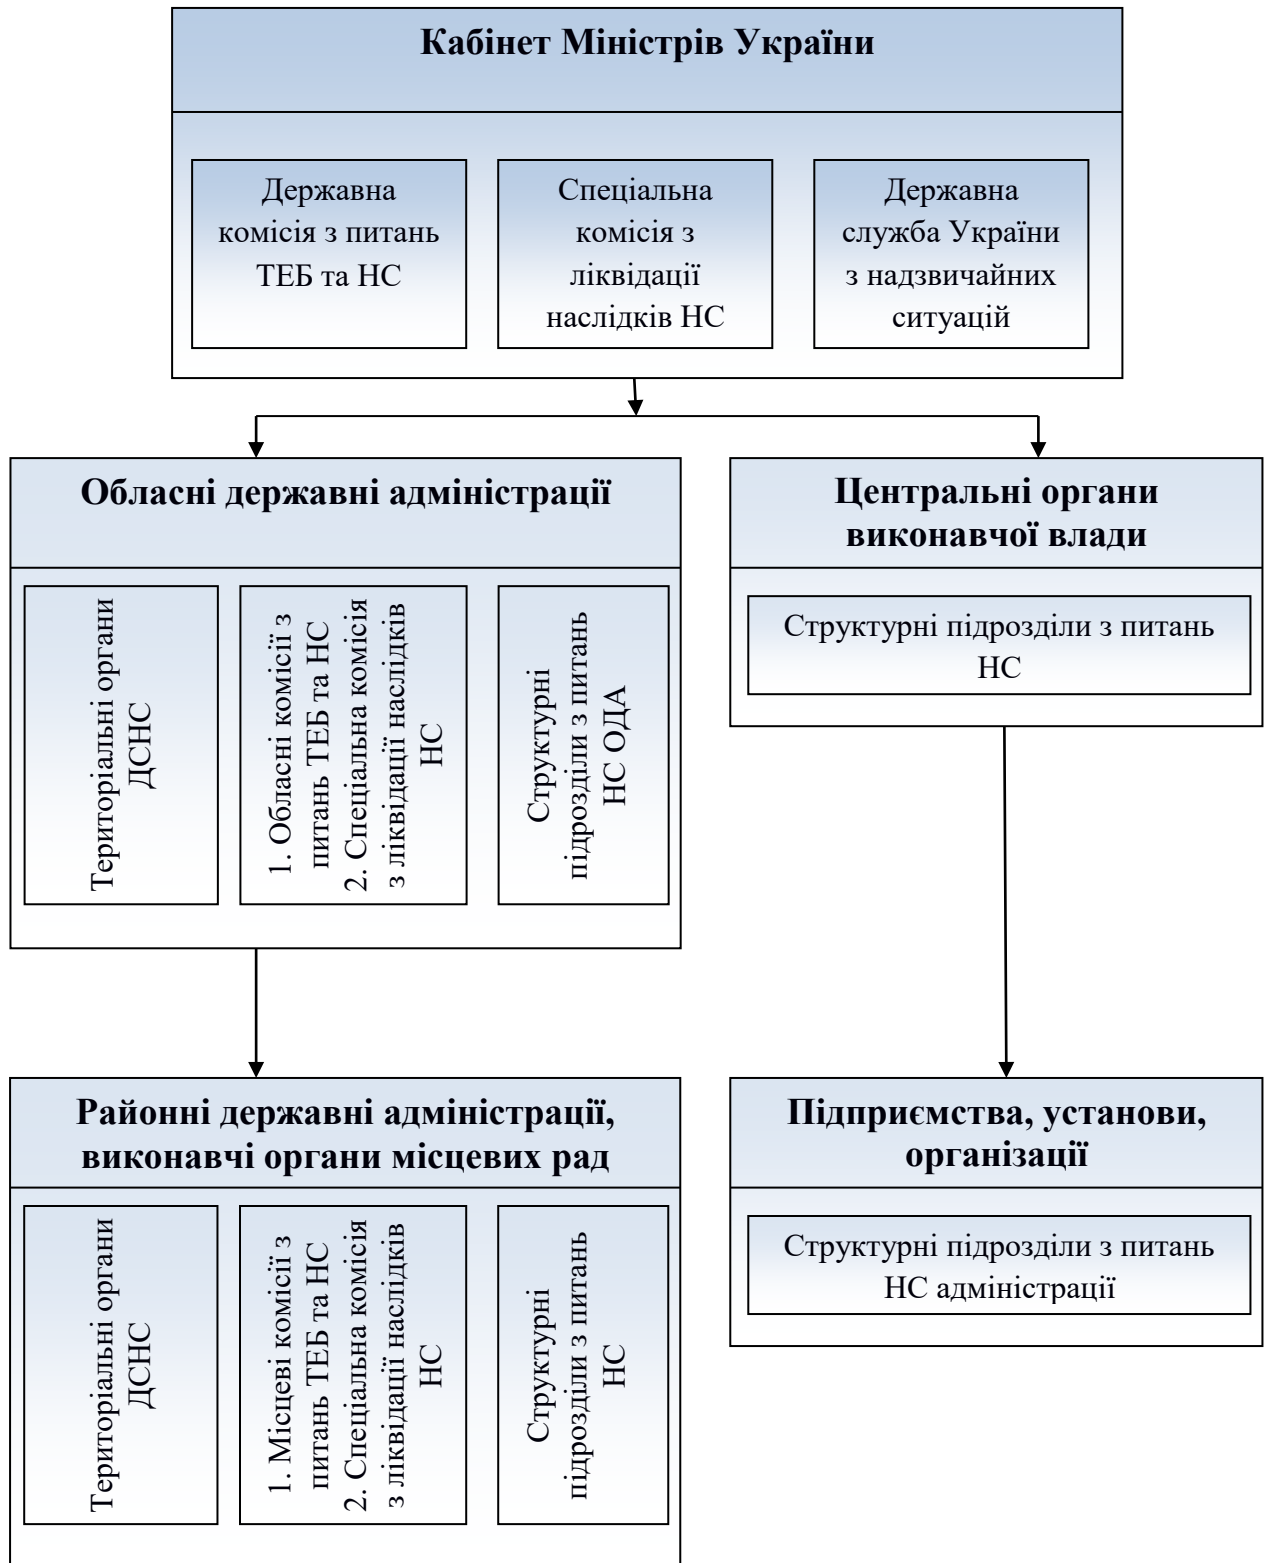 Кабінет Міністрів України
Державна
комісія з питань
ТЕБ та НС
Спеціальна
комісія з
ліквідації
наслідків НС
Державна
служба України
з надзвичайних
ситуацій
Обласні державні адміністрації
Територіальні органи
ДСНС
1. Обласні комісії з
питань ТЕБ та НС
2. Спеціальна комісія
з ліквідації наслідків
НС
Структурні
підрозділи з питань
НС ОДА
Центральні органи
виконавчої влади
Структурні підрозділи з питань
НС
Районні державні адміністрації,
виконавчі органи місцевих рад
Територіальні органи
ДСНС
1. Місцеві комісії з
питань ТЕБ та НС
2. Спеціальна комісія
з ліквідації наслідків
НС
Структурні
підрозділи з питань
НС
Підприємства, установи,
організації
Структурні підрозділи з питань
НС адміністрації